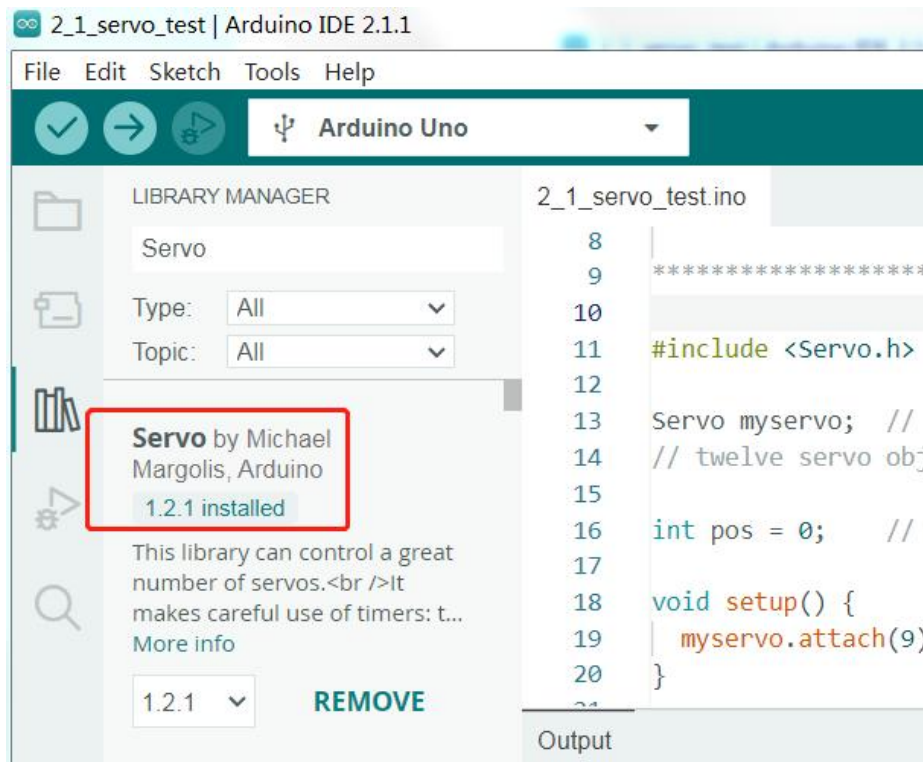 2_1_servo_test | Arduino IDE 2.1.1
File Edit Sketch Tools Help
Arduino Uno
LIBRARY MANAGER
Servo
Type: All
Topic: All
Servo by Michael
Margolis, Arduino
1.2.1 installed
This library can control a great
number of servos.<br />It
makes careful use of timers: t...
More info
1.2.1 REMOVE
2_1_servo_test.ino
8
9 ********************
10
11 #include <Servo.h>
12
13 Servo myservo; //
14 // twelve servo obj
15
16 int pos = 0; //
17
18 void setup() {
19 myservo.attach(9)
20 }
Output